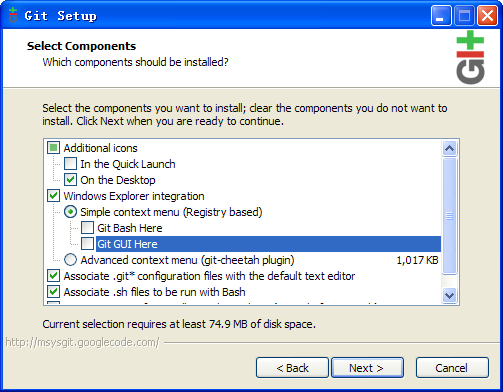 Git Setup
Select Components
Which components should be installed?
Git
Select the components you want to install; clear the components you do not want to
install. Click Next when you are ready to continue.
Additional icons
In the Quick Launch
On the Desktop
Windows Explorer integration
Simple context menu (Registry based)
Git Bash Here
Git GUI Here
Advanced context menu (git-cheetah plugin) 1,017 KB
Associate .git* configuration files with the default text editor
Associate .sh files to be run with Bash
Current selection requires at least 74.9 MB of disk space.
http://msysgit.googlecode.com/
< Back Next > Cancel